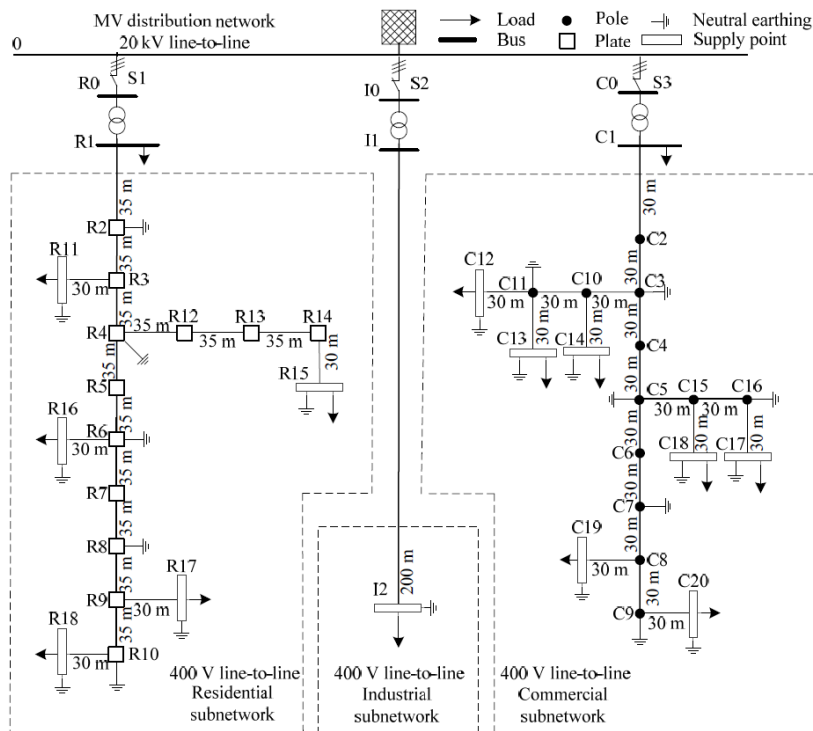 MV distribution network
0
20 kV line-to-line
Load
Pole
Neutral earthing
Bus
Plate
Supply point
S1
R0
R1
S2
I0
I1
C0
S3
C1
35 m
R2
35 m
R11
R3
30 m
35 m
R4
35 m
R12
35 m
R13
35 m
R14
30 m
R15
35 m
R5
35 m
R16
R6
30 m
35 m
R7
35 m
R8
35 m
R17
R9
30 m
R18
35 m
30 m
R10
400 V line-to-line
Residential
subnetwork
200 m
I2
400 V line-to-line
Industrial
subnetwork
30 m
C2
30 m
C12
C11
C10
C3
30 m
30 m
30 m
30 m
C13
30 m
C14
30 m
C4
30 m
C5
C15
C16
30 m
30 m
30 m
C6
30 m
C18
30 m
C17
30 m
C7
C19
30 m
C8
30 m
C20
30 m
C9
30 m
400 V line-to-line
Commercial
subnetwork